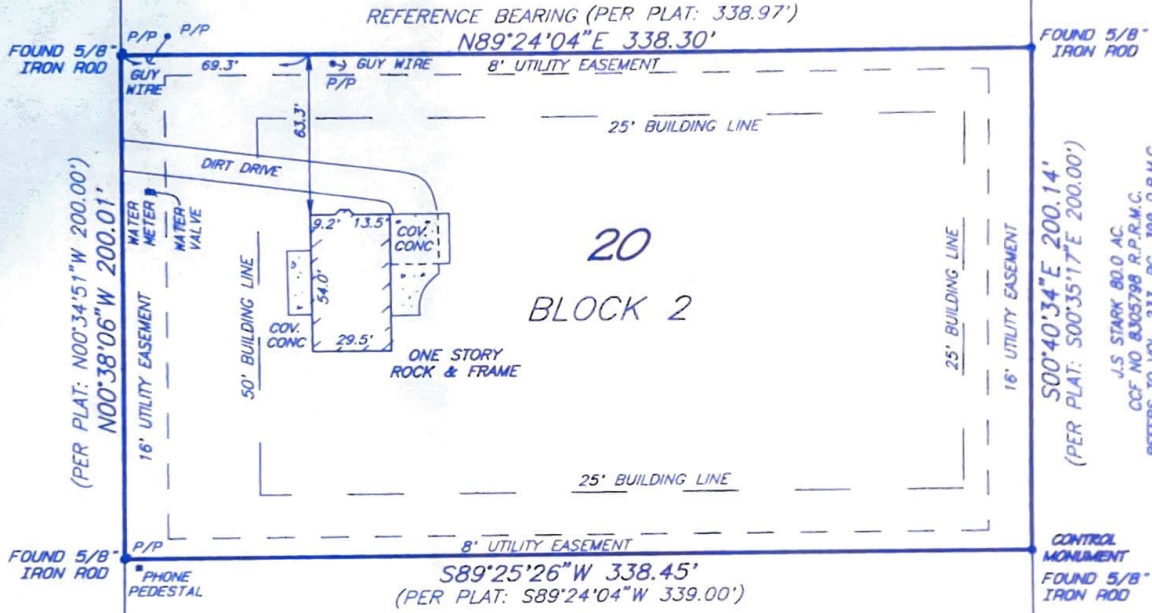 REFERENCE BEARING (PER PLAT: 338.97')
N89°24'04"E 338.30'
FOUND 5/8"
IRON ROD
P/P
P/P
GUY
WIRE
69.3'
GUY WIRE
P/P
8' UTILITY EASEMENT
FOUND 5/8"
IRON ROD
63.3'
25' BUILDING LINE
DIRT DRIVE
(PER PLAT: N00°34'51"W 200.00')
N00°38'06"W 200.01'
WATER
METER
WATER
VALVE
16' UTILITY EASEMENT
50' BUILDING LINE
9.2'
13.5'
COV.
CONC
54.0'
29.5'
COV.
CONC
ONE STORY
ROCK & FRAME
20
BLOCK 2
25' BUILDING LINE
16' UTILITY EASEMENT
S00°40'34"E 200.14'
(PER PLAT: S00°35'17"E 200.00')
J.S STARK 80.0 AC.
CCF NO 8305798 R.P.R.M.C.
REFERS TO VOL. 233, PG.
25' BUILDING LINE
8' UTILITY EASEMENT
FOUND 5/8"
IRON ROD
P/P
PHONE
PEDESTAL
S89°25'26"W 338.45'
(PER PLAT: S89°24'04"W 339.00')
CONTROL
MONUMENT
FOUND 5/8"
IRON ROD